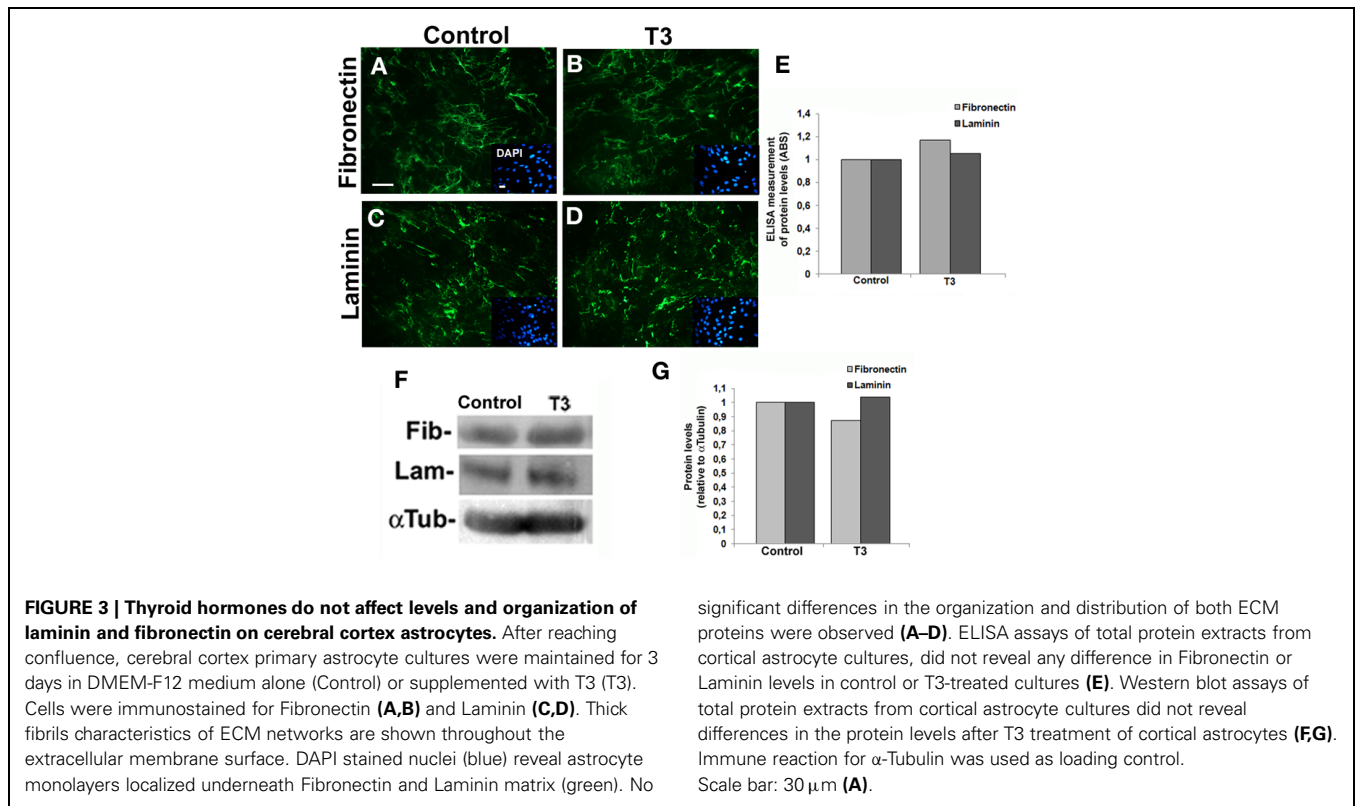 Control
T3
Fibronectin
Laminin
A
B
C
D
DAPI
E
Fibronectin
Laminin
ELISA measurement
of protein levels (ABS)
1,4
1,2
1
0,8
0,6
0,4
0,2
0
Control
T3
F
Control
T3
Fib-
Lam-
αTub-
G
Fibronectin
Laminin
Protein levels
(relative to αTubulin)
1,1
1
0,9
0,8
0,7
0,6
0,5
0,4
0,3
0,2
0,1
0
Control
T3
FIGURE 3 | Thyroid hormones do not affect levels and organization of
laminin and fibronectin on cerebral cortex astrocytes. After reaching
confluence, cerebral cortex primary astrocyte cultures were maintained for 3
days in DMEM-F12 medium alone (Control) or supplemented with T3 (T3).
Cells were immunostained for Fibronectin (A,B) and Laminin (C,D). Thick
fibrils characteristics of ECM networks are shown throughout the
extracellular membrane surface. DAPI stained nuclei (blue) reveal astrocyte
monolayers localized underneath Fibronectin and Laminin matrix (green). No
significant differences in the organization and distribution of both ECM
proteins were observed (A–D). ELISA assays of total protein extracts from
cortical astrocyte cultures, did not reveal any difference in Fibronectin or
Laminin levels in control or T3-treated cultures (E). Western blot assays of
total protein extracts from cortical astrocyte cultures did not reveal
differences in the protein levels after T3 treatment of cortical astrocytes (F,G).
Immune reaction for α-Tubulin was used as loading control.
Scale bar: 30 μm (A).